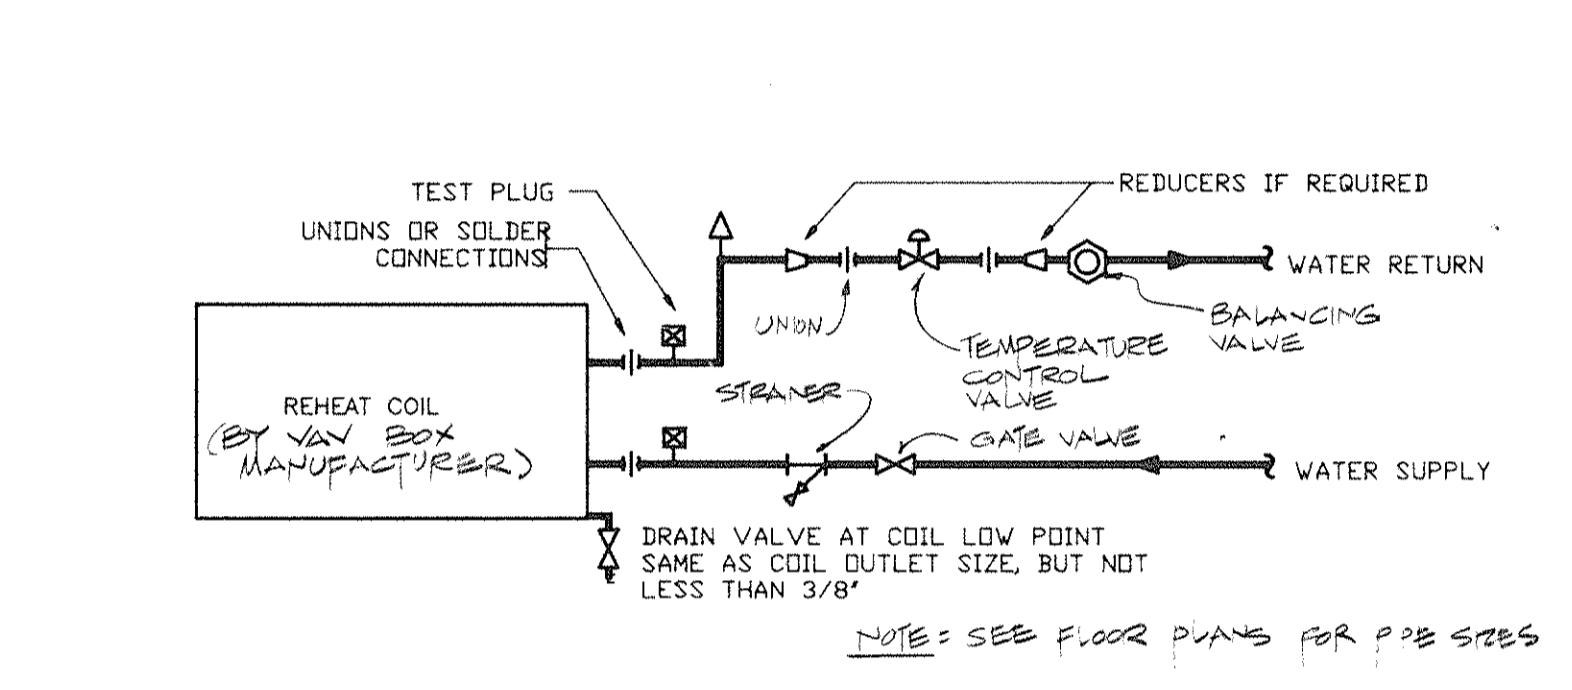 TEST PLUG
REDUCERS IF REQUIRED
UNIONS OR SOLDER
CONNECTIONS
WATER RETURN
UNION
BALANCING
VALVE
TEMPERATURE
CONTROL
VALVE
STRANER
REHEAT COIL
(BY VAV BOX
MANUFACTURER)
GATE VALVE
WATER SUPPLY
DRAIN VALVE AT COIL LOW POINT
SAME AS COIL OUTLET SIZE, BUT NOT
LESS THAN 3/8"
NOTE: SEE FLOOR PLANS FOR PIPE SIZES